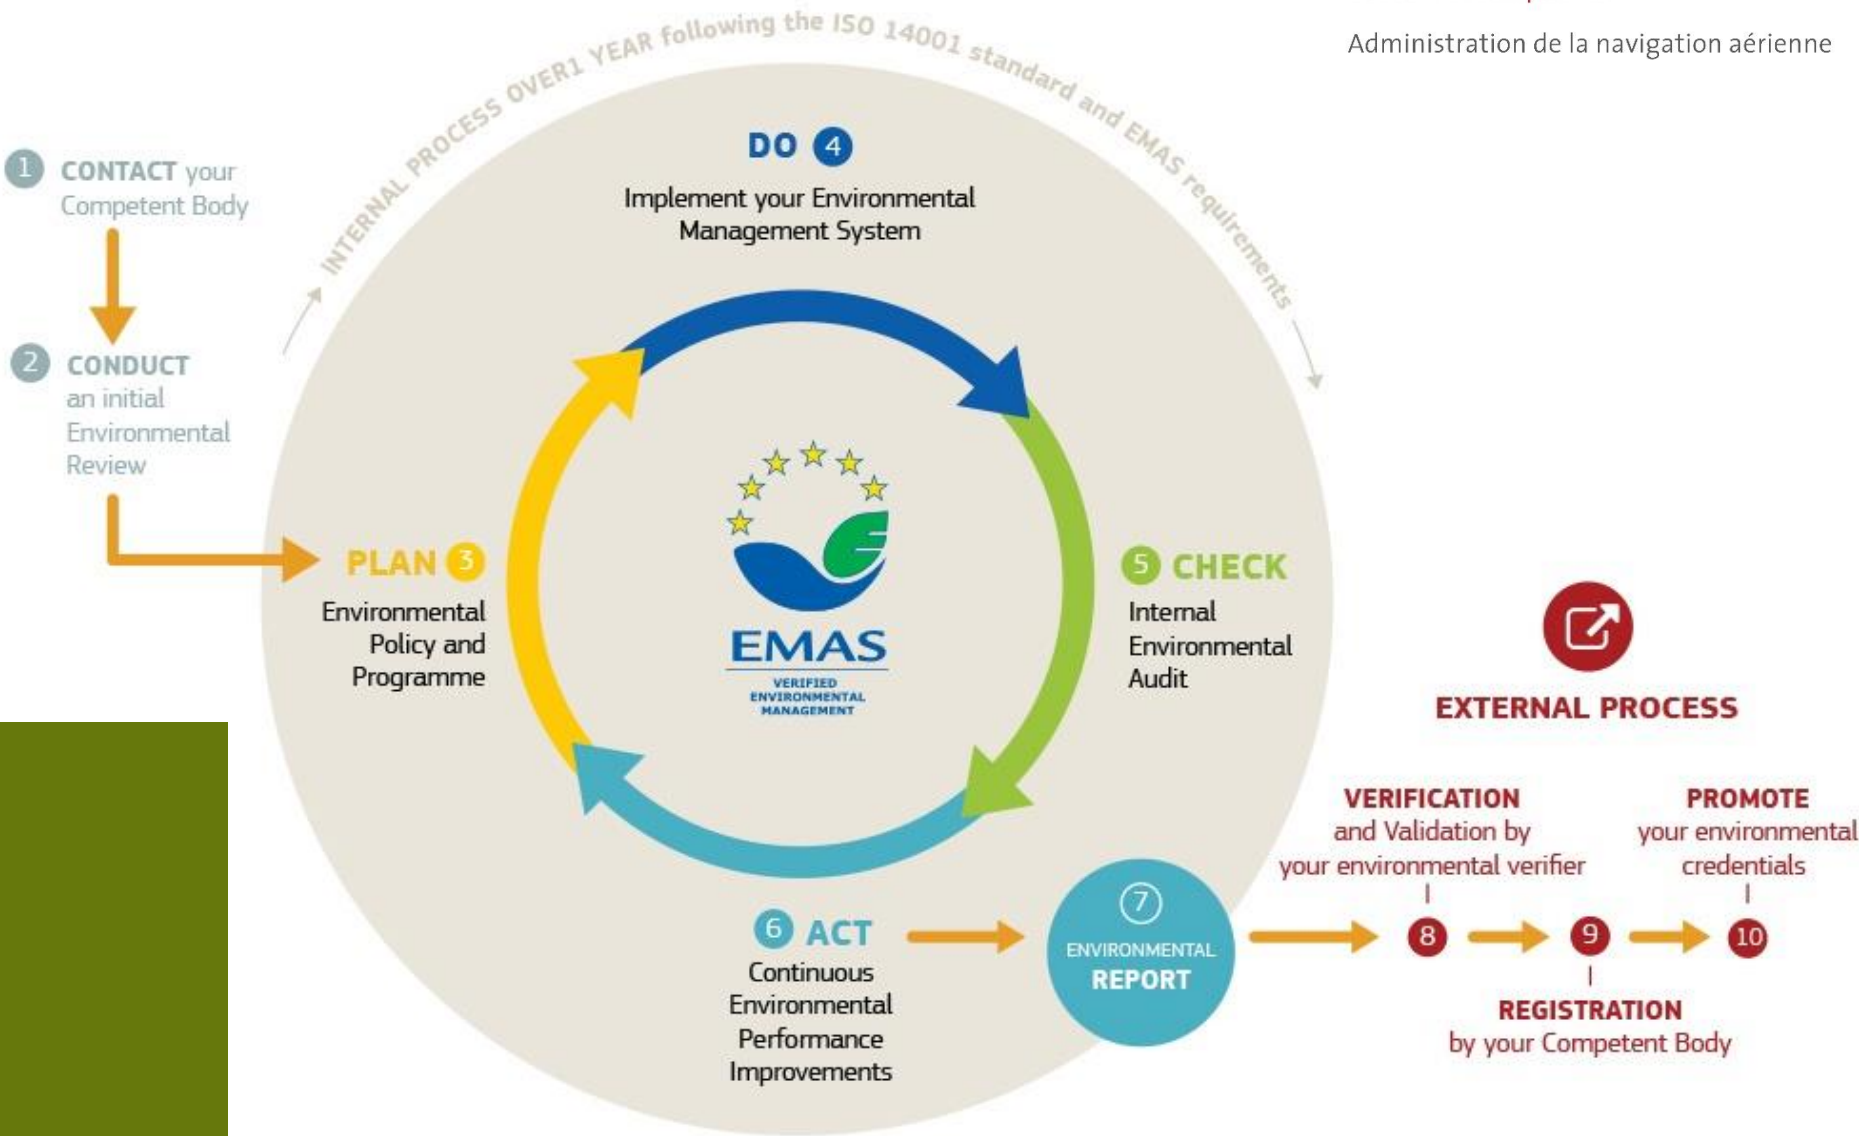 Administration de la navigation aérienne
INTERNAL PROCESS OVER1 YEAR following the ISO 14001 standard and EMAS requirements
1 CONTACT your
Competent Body
2 CONDUCT
an initial
Environmental
Review
PLAN 3
Environmental
Policy and
Programme
DO 4
Implement your Environmental
Management System
EMAS
VERIFIED
ENVIRONMENTAL
MANAGEMENT
5 CHECK
Internal
Environmental
Audit
6 ACT
Continuous
Environmental
Performance
Improvements
7
ENVIRONMENTAL
REPORT
EXTERNAL PROCESS
VERIFICATION
and Validation by
your environmental verifier
8
9
REGISTRATION
by your Competent Body
PROMOTE
your environmental
credentials
10